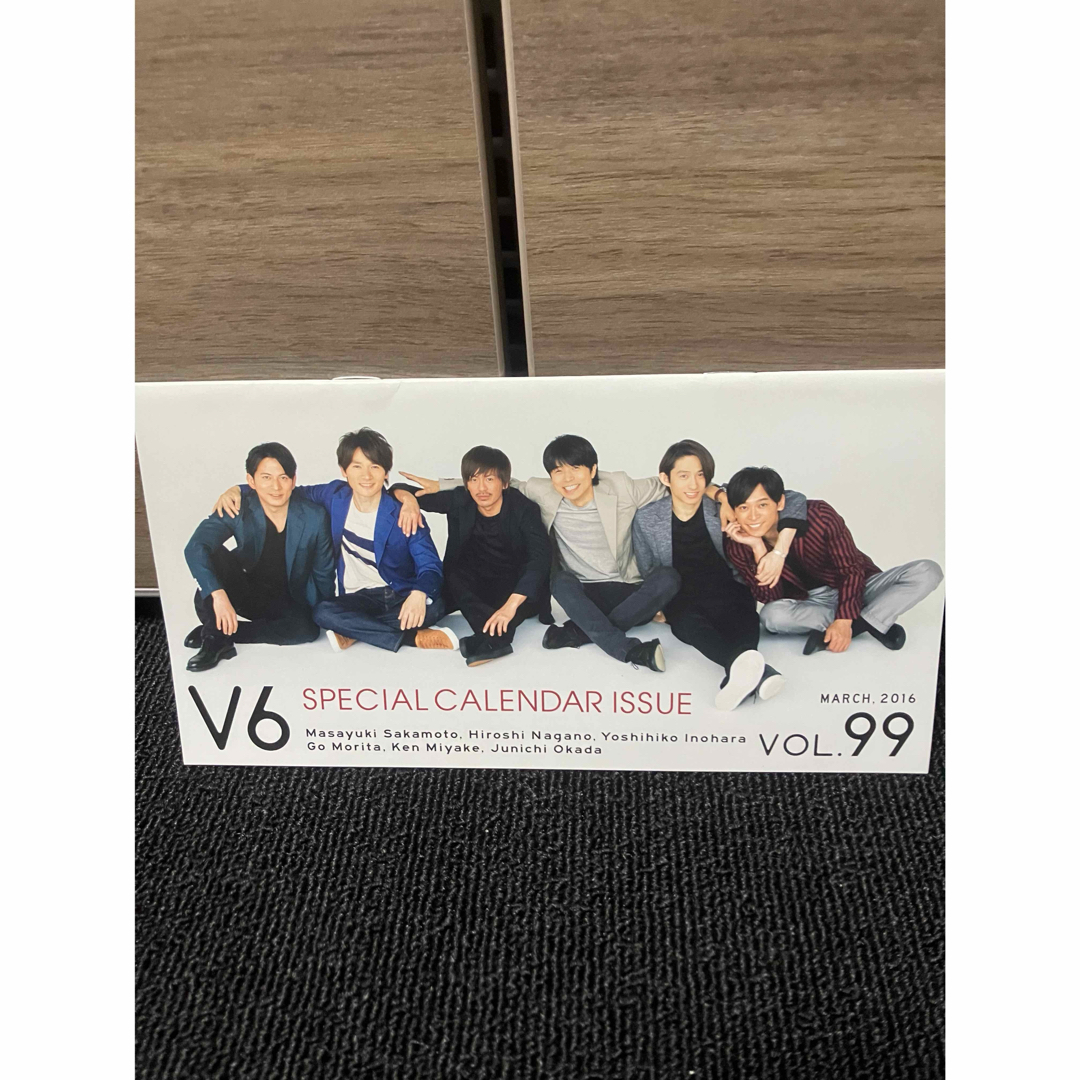 V6
SPECIAL CALENDAR ISSUE
Masayuki Sakamoto, Hiroshi Nagano, Yoshihiko Inohara
Go Morita, Ken Miyake, Junichi Okada
MARCH, 2016
VOL.99